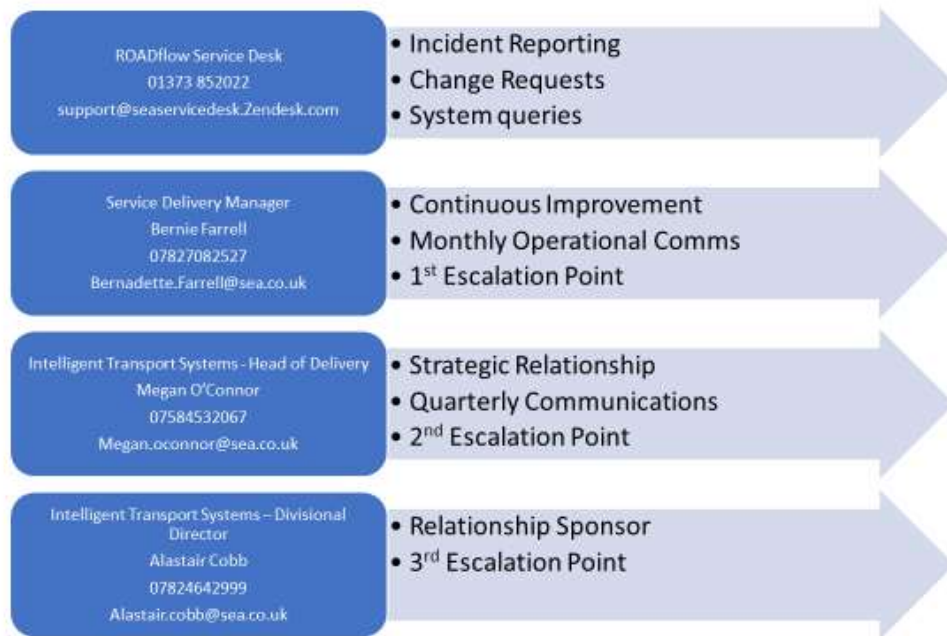 ROADflow Service Desk
01373 852022
support@seaservicedesk.Zendesk.com
• Incident Reporting
• Change Requests
• System queries
Service Delivery Manager
Bernie Farrell
07827082527
Bernadette.Farrell@sea.co.uk
• Continuous Improvement
• Monthly Operational Comms
• 1st Escalation Point
Intelligent Transport Systems - Head of Delivery
Megan O'Connor
07584532067
Megan.oconnor@sea.co.uk
• Strategic Relationship
• Quarterly Communications
• 2nd Escalation Point
Intelligent Transport Systems – Divisional
Director
Alastair Cobb
07824642999
Alastair.cobb@sea.co.uk
• Relationship Sponsor
• 3rd Escalation Point